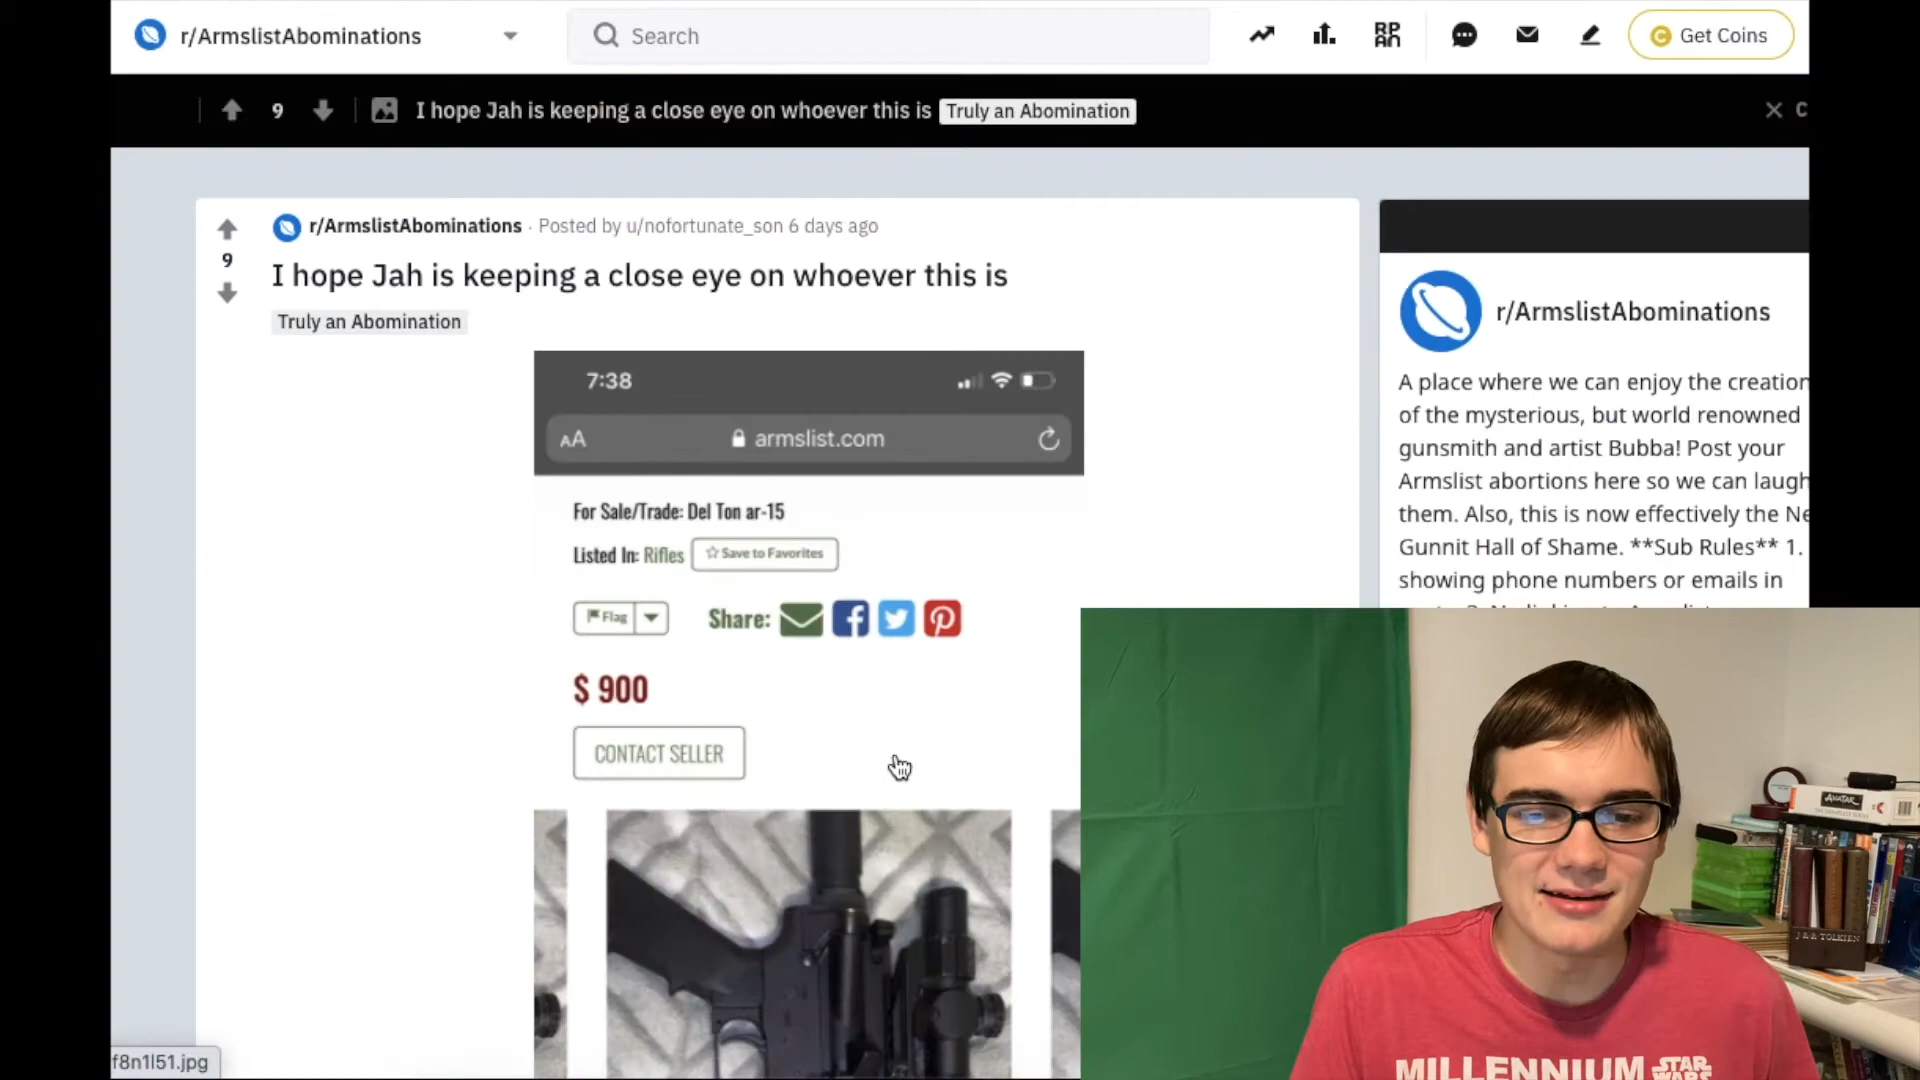 r/ArmslistAbominations
Search
RPAN
Get Coins
9
I hope Jah is keeping a close eye on whoever this is
Truly an Abomination
r/ArmslistAbominations · Posted by u/nofortunate_son 6 days ago
9
I hope Jah is keeping a close eye on whoever this is
Truly an Abomination
7:38
AA
armslist.com
For Sale/Trade: Del Ton ar-15
Listed In: Rifles
Save to Favorites
Flag
Share:
$ 900
CONTACT SELLER
r/ArmslistAbominations
A place where we can enjoy the creation
of the mysterious, but world renowned
gunsmith and artist Bubba! Post your
Armslist abortions here so we can laugh
them. Also, this is now effectively the Ne
Gunnit Hall of Shame. **Sub Rules** 1.
showing phone numbers or emails in
AVATAR
J·R·R·TOLKIEN
MILLENNIUM
STAR
WARS
f8n1l51.jpg